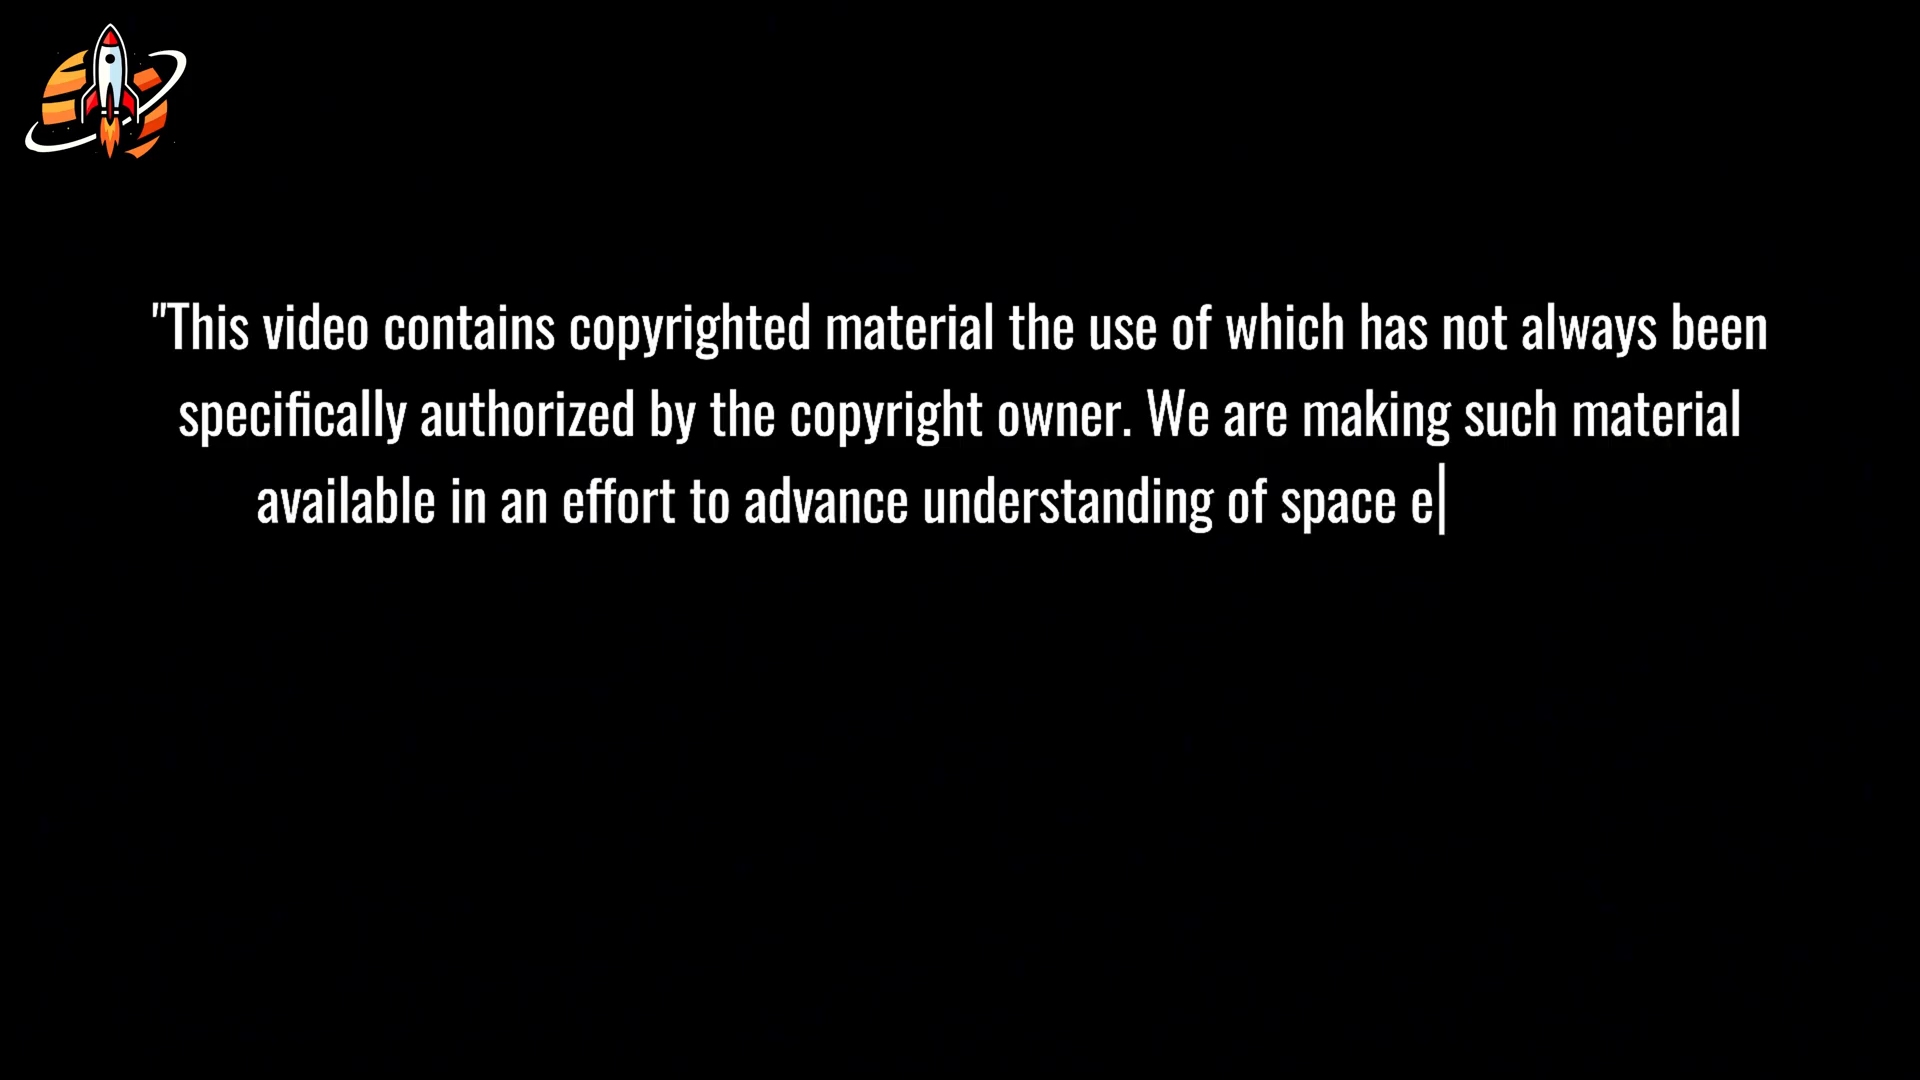 "This video contains copyrighted material the use of which has not always been
specifically authorized by the copyright owner. We are making such material
available in an effort to advance understanding of space e